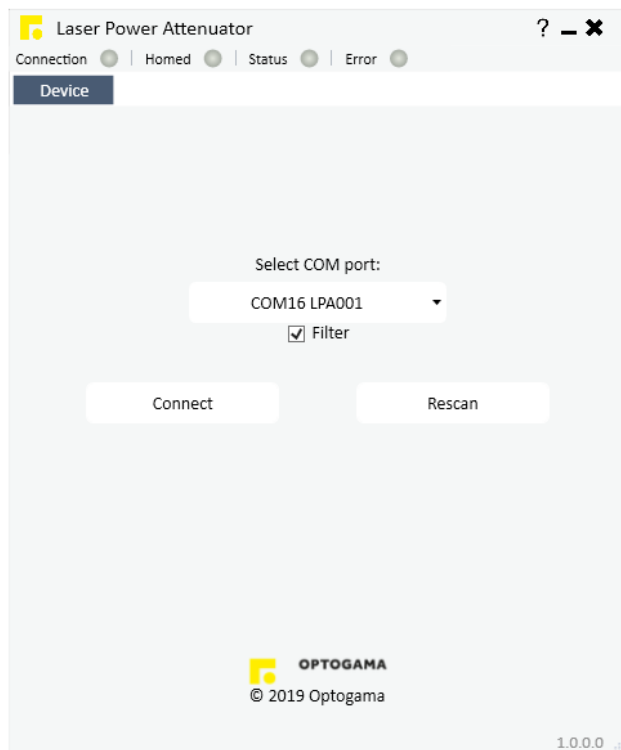 Laser Power Attenuator ?
Connection | Homed | Status | Error
Device
Select COM port:
COM16 LPA001
Filter
Connect Rescan
OPTOGAMA
© 2019 Optogama
1.0.0.0